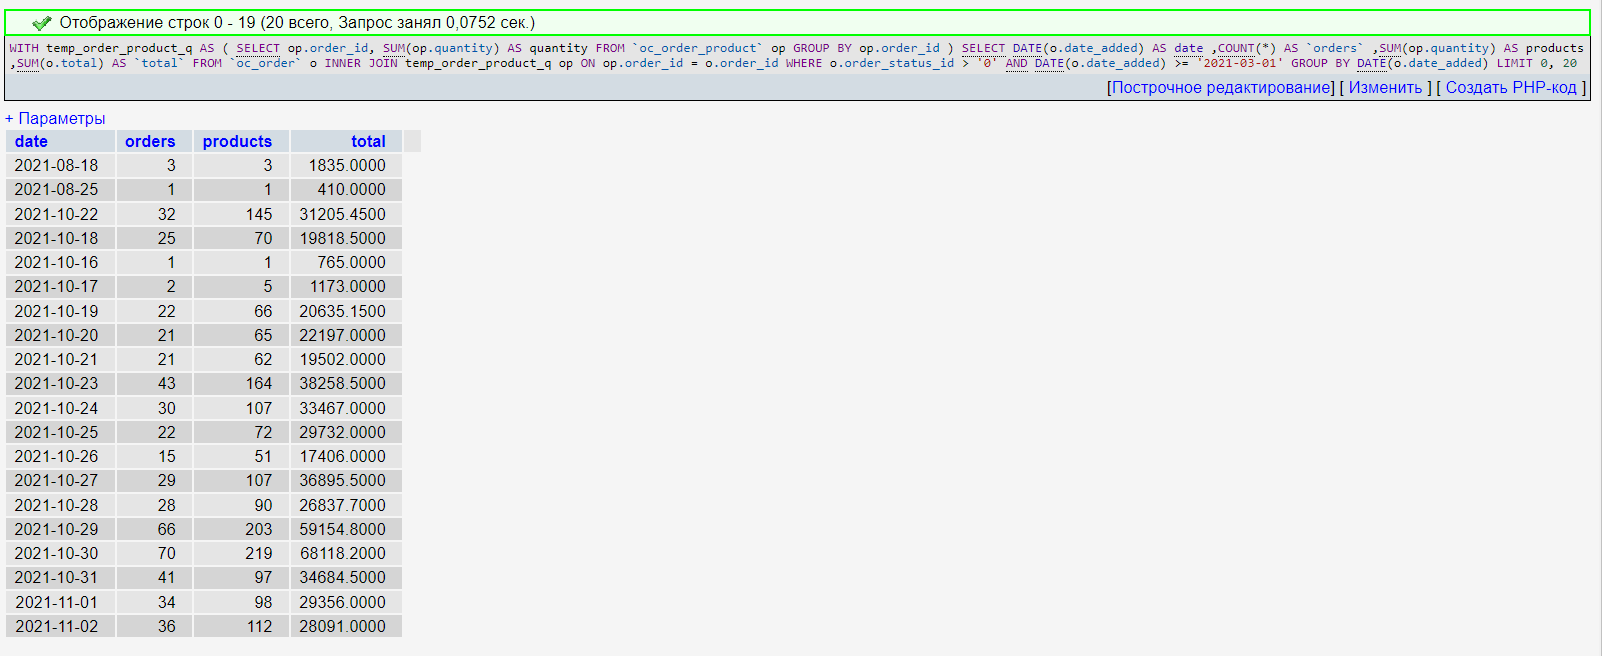 Отображение строк 0 - 19 (20 всего, Запрос занял 0,0752 сек.)
WITH temp_order_product_q AS ( SELECT op.order_id, SUM(op.quantity) AS quantity FROM `oc_order_product` op GROUP BY op.order_id ) SELECT DATE(o.date_added) AS date ,COUNT(*) AS `orders` ,SUM(op.quantity) AS products
,SUM(o.total) AS `total` FROM `oc_order` o INNER JOIN temp_order_product_q op ON op.order_id = o.order_id WHERE o.order_status_id > '0' AND DATE(o.date_added) >= '2021-03-01' GROUP BY DATE(o.date_added) LIMIT 0, 20
[Построчное редактирование] [ Изменить ] [ Создать PHP-код ]
+ Параметры
date orders products total
2021-08-18 3 3 1835.0000
2021-08-25 1 1 410.0000
2021-10-22 32 145 31205.4500
2021-10-18 25 70 19818.5000
2021-10-16 1 1 765.0000
2021-10-17 2 5 1173.0000
2021-10-19 22 66 20635.1500
2021-10-20 21 65 22197.0000
2021-10-21 21 62 19502.0000
2021-10-23 43 164 38258.5000
2021-10-24 30 107 33467.0000
2021-10-25 22 72 29732.0000
2021-10-26 15 51 17406.0000
2021-10-27 29 107 36895.5000
2021-10-28 28 90 26837.7000
2021-10-29 66 203 59154.8000
2021-10-30 70 219 68118.2000
2021-10-31 41 97 34684.5000
2021-11-01 34 98 29356.0000
2021-11-02 36 112 28091.0000